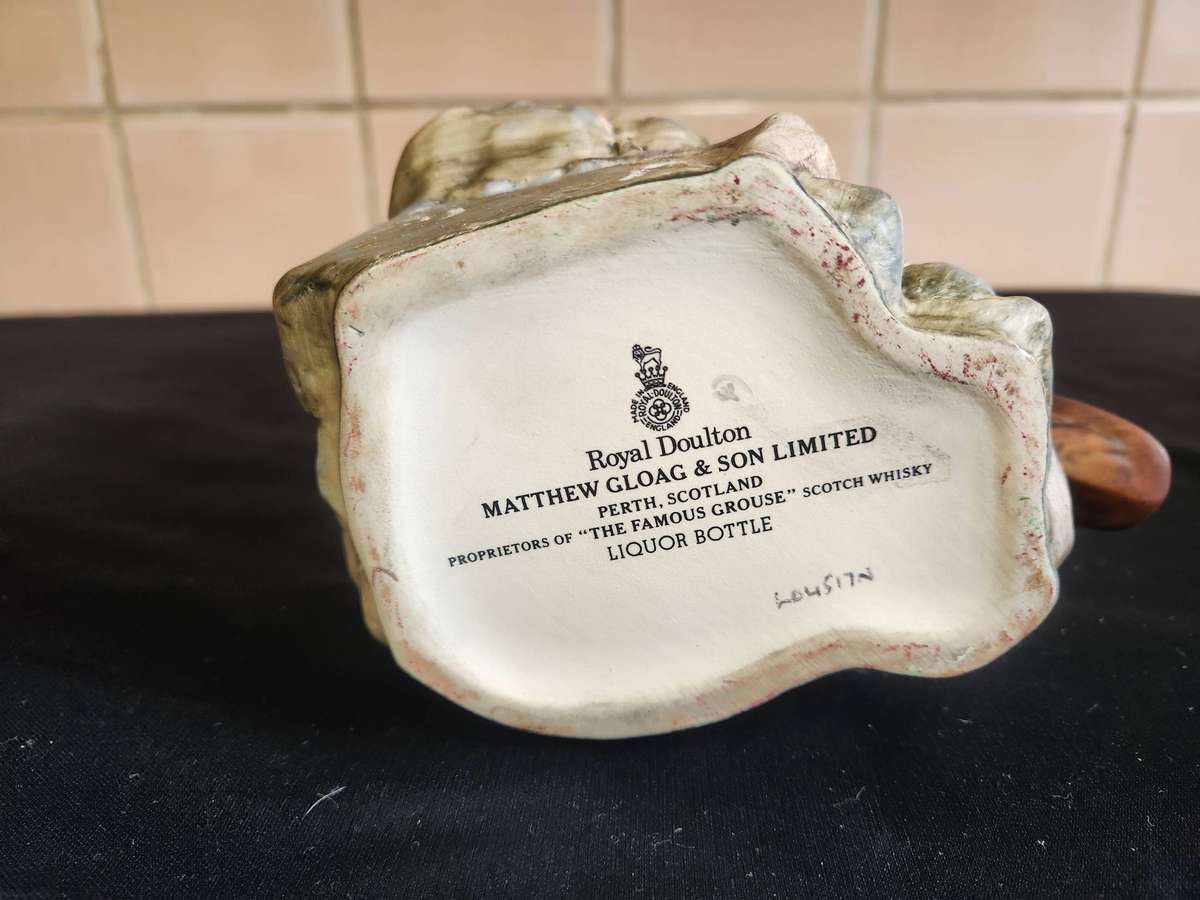 MADE IN ENGLAND
ROYAL·DOULTON
ENGLAND
Royal Doulton
MATTHEW GLOAG & SON LIMITED
PERTH, SCOTLAND
PROPRIETORS OF "THE FAMOUS GROUSE" SCOTCH WHISKY
LIQUOR BOTTLE